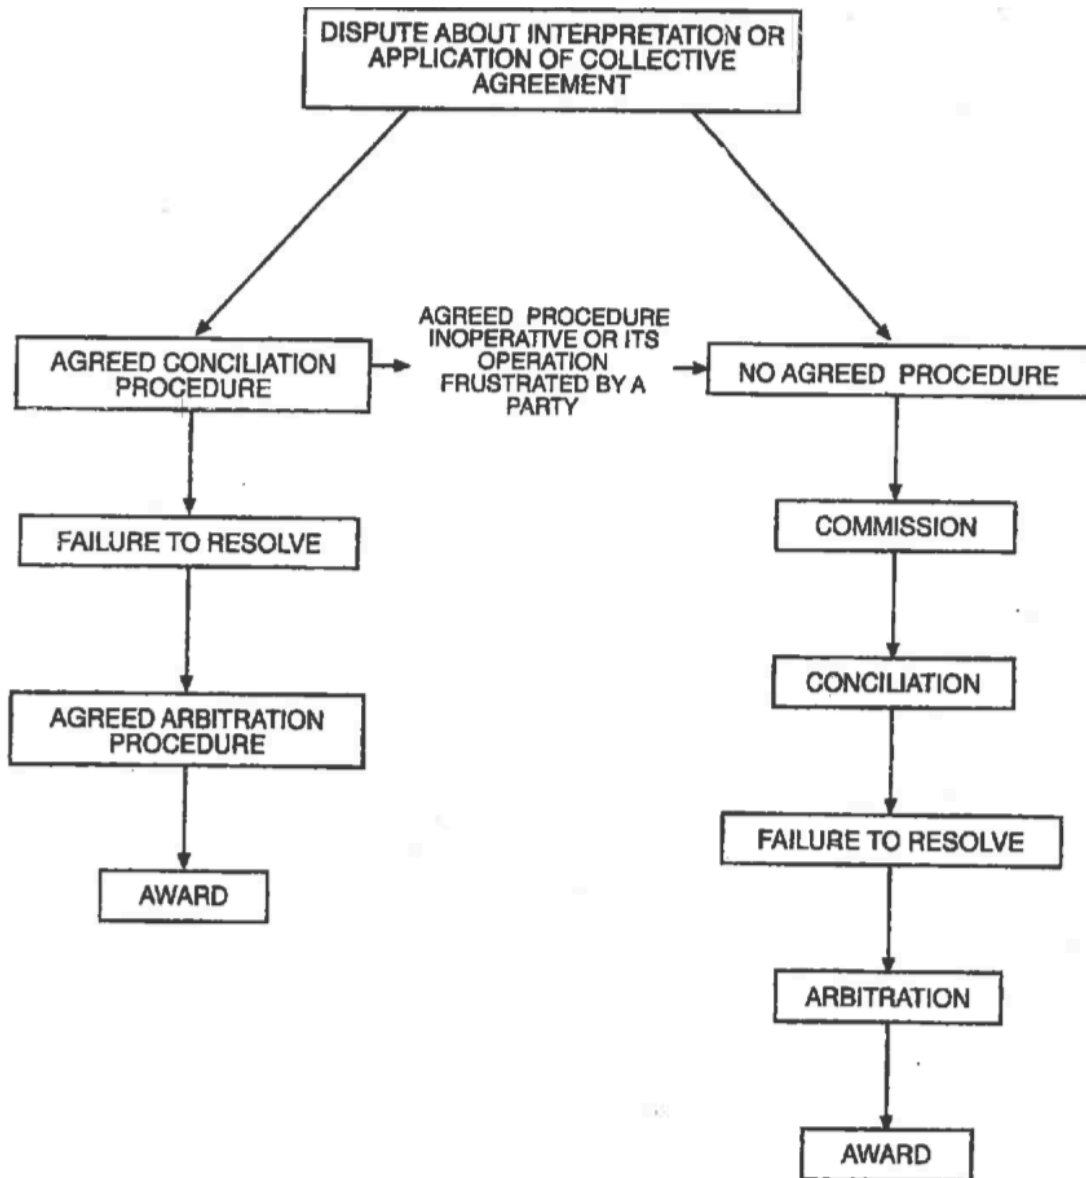 DISPUTE ABOUT INTERPRETATION OR
APPLICATION OF COLLECTIVE
AGREEMENT
AGREED CONCILIATION
PROCEDURE
AGREED PROCEDURE
INOPERATIVE OR ITS
OPERATION
FRUSTRATED BY A
PARTY
NO AGREED PROCEDURE
FAILURE TO RESOLVE
COMMISSION
AGREED ARBITRATION
PROCEDURE
CONCILIATION
AWARD
FAILURE TO RESOLVE
ARBITRATION
AWARD